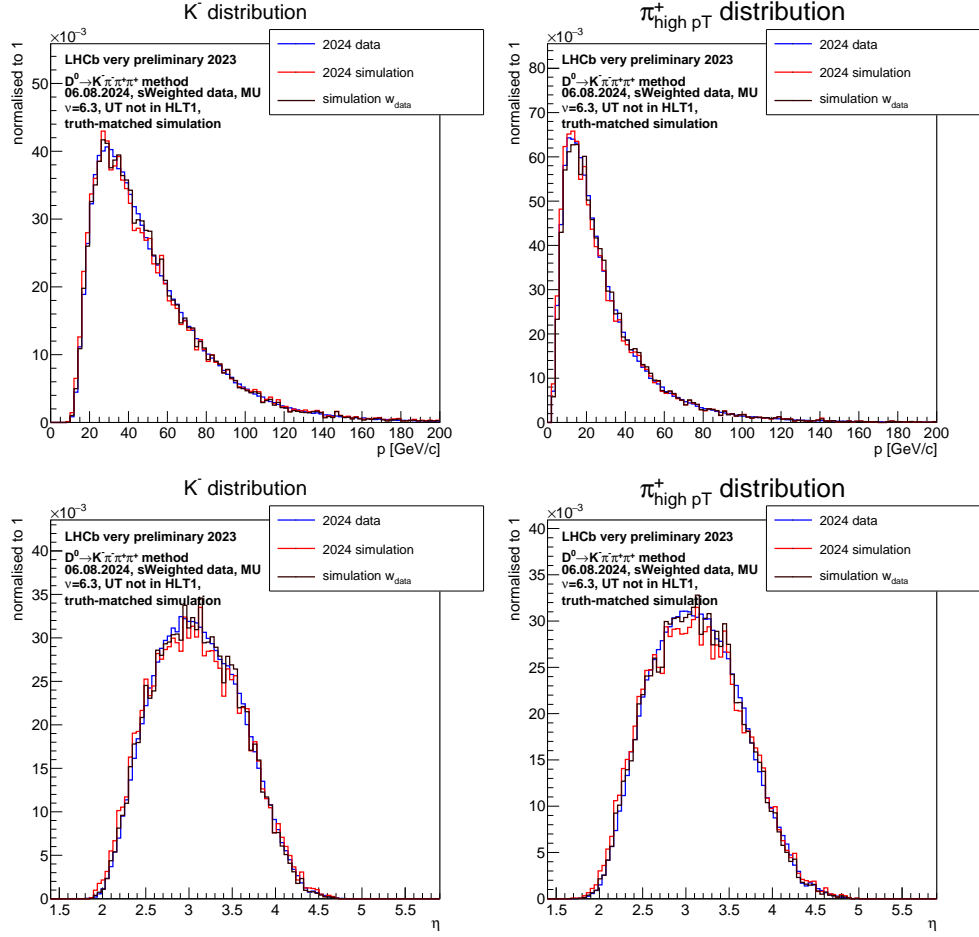 K⁻ distribution
×10⁻³
normalised to 1
LHCb very preliminary 2023
D⁰→K⁻π⁻π⁺π⁺ method
06.08.2024, sWeighted data, MU
ν=6.3, UT not in HLT1,
truth-matched simulation
2024 data
2024 simulation
simulation w_data
50
40
30
20
10
0
0 20 40 60 80 100 120 140 160 180 200
p [GeV/c]
π⁺_high pT distribution
×10⁻³
normalised to 1
LHCb very preliminary 2023
D⁰→K⁻π⁻π⁺π⁺ method
06.08.2024, sWeighted data, MU
ν=6.3, UT not in HLT1,
truth-matched simulation
2024 data
2024 simulation
simulation w_data
80
70
60
50
40
30
20
10
0
0 20 40 60 80 100 120 140 160 180 200
p [GeV/c]
K⁻ distribution
×10⁻³
normalised to 1
LHCb very preliminary 2023
D⁰→K⁻π⁻π⁺π⁺ method
06.08.2024, sWeighted data, MU
ν=6.3, UT not in HLT1,
truth-matched simulation
2024 data
2024 simulation
simulation w_data
40
35
30
25
20
15
10
5
0
1.5 2 2.5 3 3.5 4 4.5 5 5.5
η
π⁺_high pT distribution
×10⁻³
normalised to 1
LHCb very preliminary 2023
D⁰→K⁻π⁻π⁺π⁺ method
06.08.2024, sWeighted data, MU
ν=6.3, UT not in HLT1,
truth-matched simulation
2024 data
2024 simulation
simulation w_data
40
35
30
25
20
15
10
5
0
1.5 2 2.5 3 3.5 4 4.5 5 5.5
η